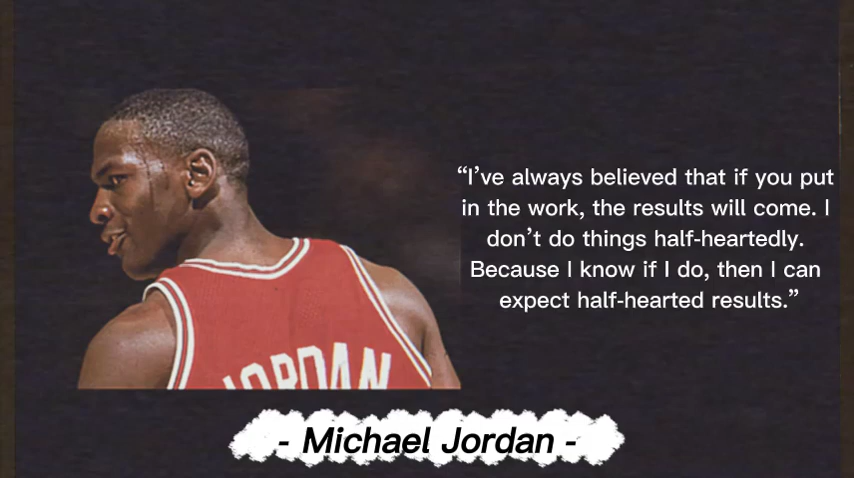 “I’ve always believed that if you put
in the work, the results will come. I
don’t do things half-heartedly.
Because I know if I do, then I can
expect half-hearted results.”
JORDAN
- Michael Jordan -